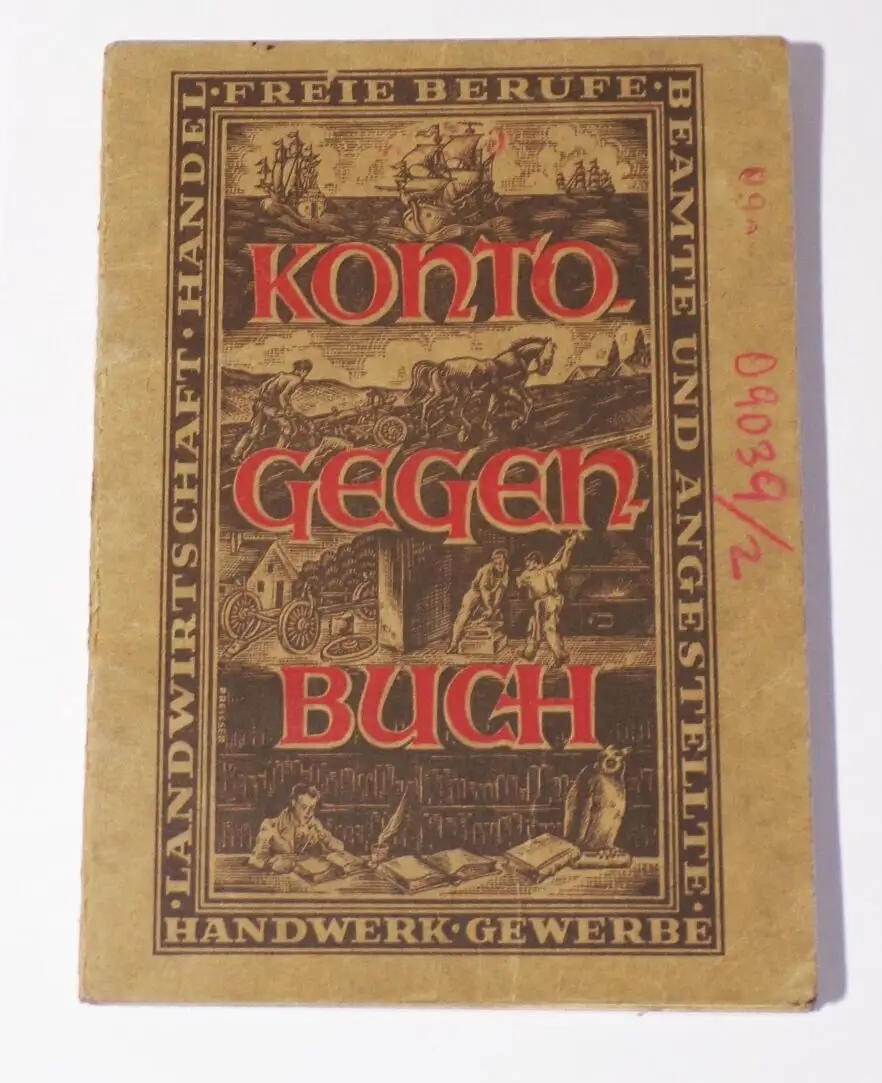 ·FREIE BERUFE·
BEAMTE UND ANGESTELLTE·
·LANDWIRTSCHAFT·HANDEL
KONTO-
GEGEN-
BUCH
HANDWERK·GEWERBE
09039/2